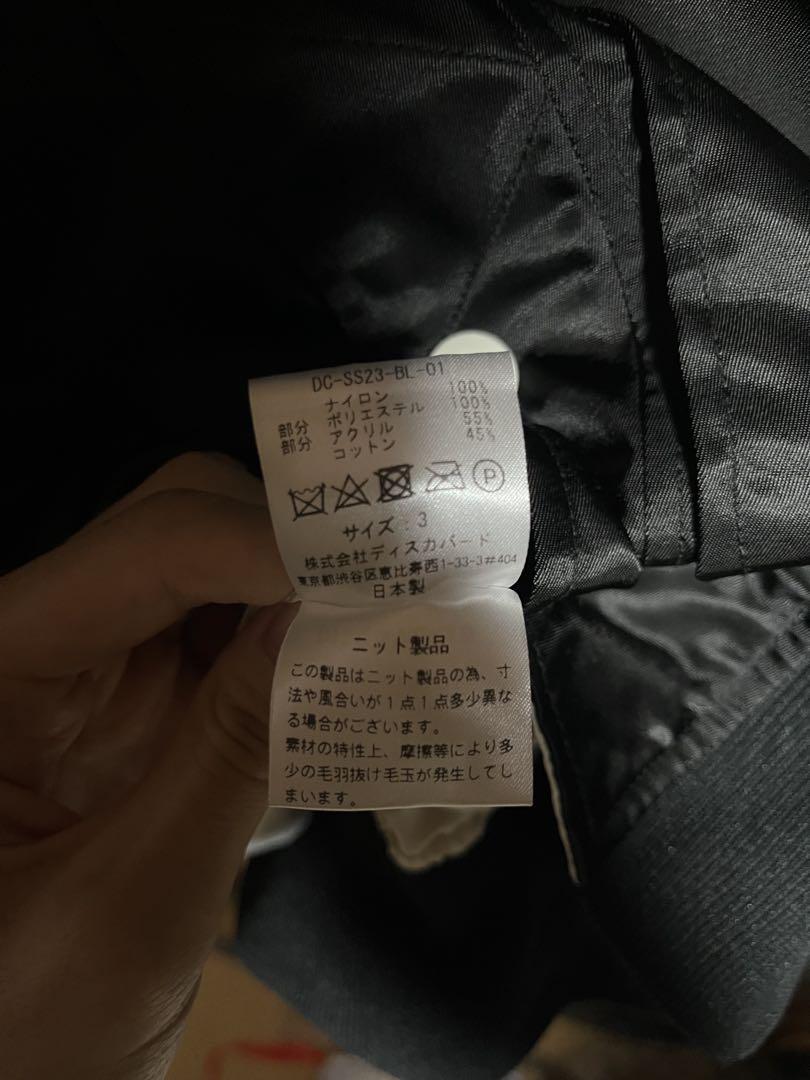 DC-SS23-BL-01
ナイロン 100%
部分 ポリエステル 100%
部分 アクリル 55%
コットン 45%
P
サイズ：3
株式会社ディスカバード
東京都渋谷区恵比寿西1-33-3#404
日本製
ニット製品
この製品はニット製品の為、寸
法や風合いが1点1点多少異な
る場合がございます。
素材の特性上、摩擦等により多
少の毛羽抜け毛玉が発生してし
まいます。